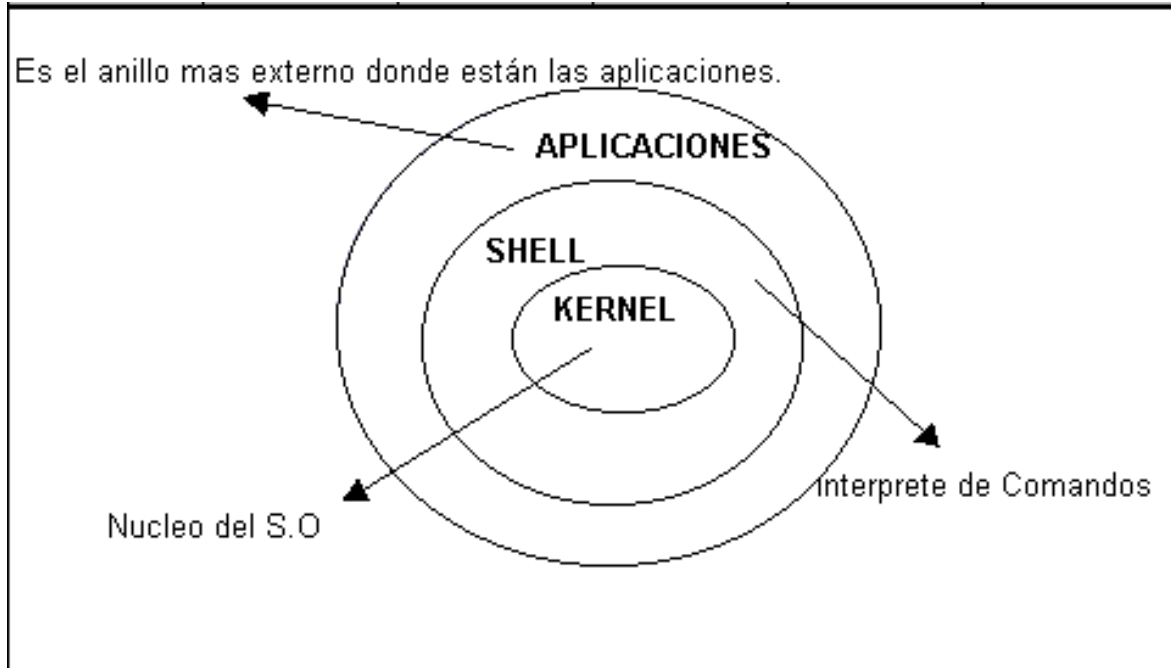 Es el anillo mas externo donde están las aplicaciones.
APLICACIONES
SHELL
KERNEL
Interprete de Comandos
Nucleo del S.O